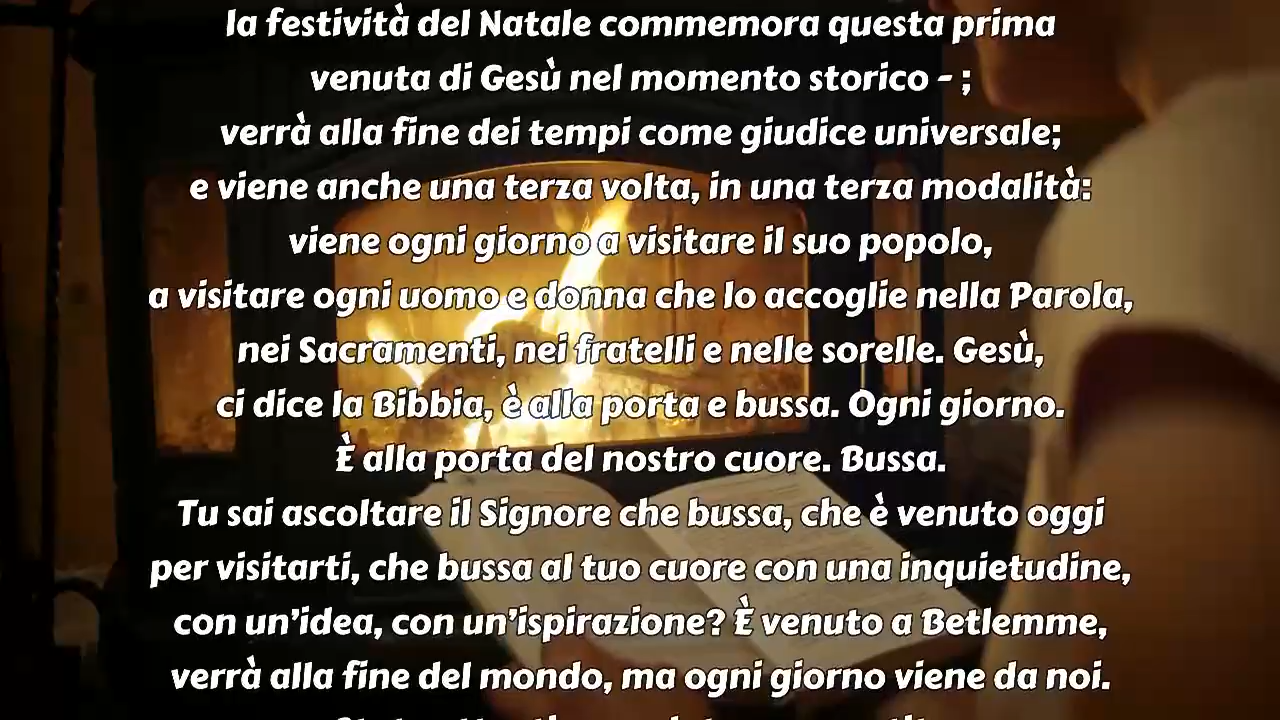 la festività del Natale commemora questa prima
venuta di Gesù nel momento storico - ;
verrà alla fine dei tempi come giudice universale;
e viene anche una terza volta, in una terza modalità:
viene ogni giorno a visitare il suo popolo,
a visitare ogni uomo e donna che lo accoglie nella Parola,
nei Sacramenti, nei fratelli e nelle sorelle. Gesù,
ci dice la Bibbia, è alla porta e bussa. Ogni giorno.
È alla porta del nostro cuore. Bussa.
Tu sai ascoltare il Signore che bussa, che è venuto oggi
per visitarti, che bussa al tuo cuore con una inquietudine,
con un’idea, con un’ispirazione? È venuto a Betlemme,
verrà alla fine del mondo, ma ogni giorno viene da noi.